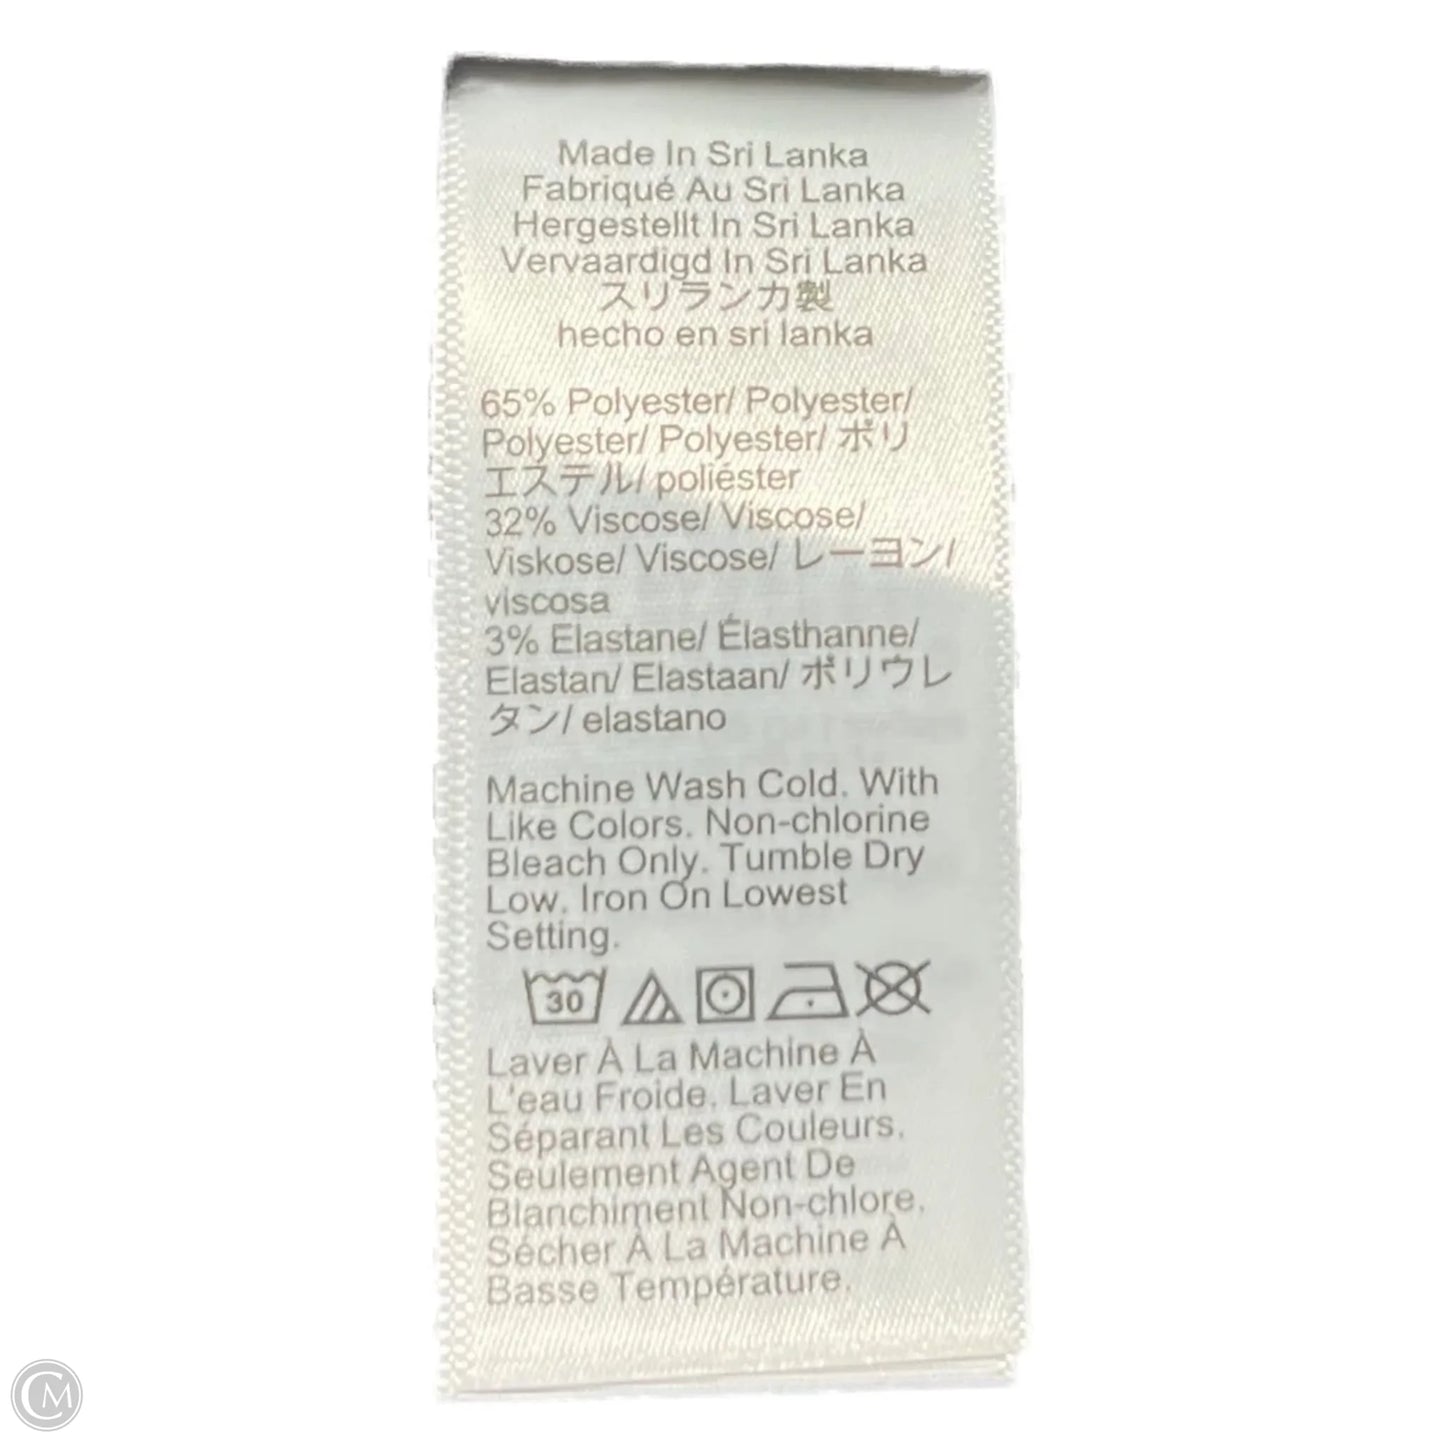 Made In Sri Lanka
Fabriqué Au Sri Lanka
Hergestellt In Sri Lanka
Vervaardigd In Sri Lanka
スリランカ製
hecho en sri lanka
65% Polyester/ Polyester/
Polyester/ Polyester/ ポリ
エステル/ poliéster
32% Viscose/ Viscose/
Viskose/ Viscose/ レーヨン/
viscosa
3% Elastane/ Élasthanne/
Elastan/ Elastaan/ ポリウレ
タン/ elastano
Machine Wash Cold. With
Like Colors. Non-chlorine
Bleach Only. Tumble Dry
Low. Iron On Lowest
Setting.
30
Laver À La Machine À
L'eau Froide. Laver En
Séparant Les Couleurs.
Seulement Agent De
Blanchiment Non-chlore.
Sécher À La Machine À
Basse Température.
CM